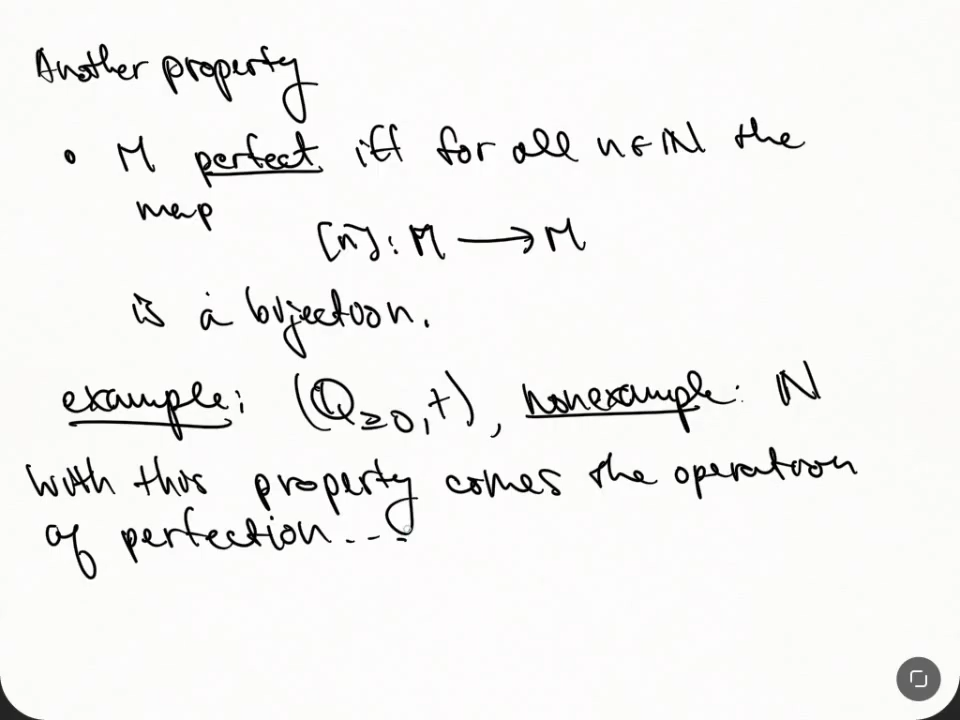 Another property
• M perfect iff for all n ∈ ℕ the
map
[n] : M ⟶ M
is a bijection.
example: (ℚ≥0, +), nonexample: ℕ
With this property comes the operation
of perfection...